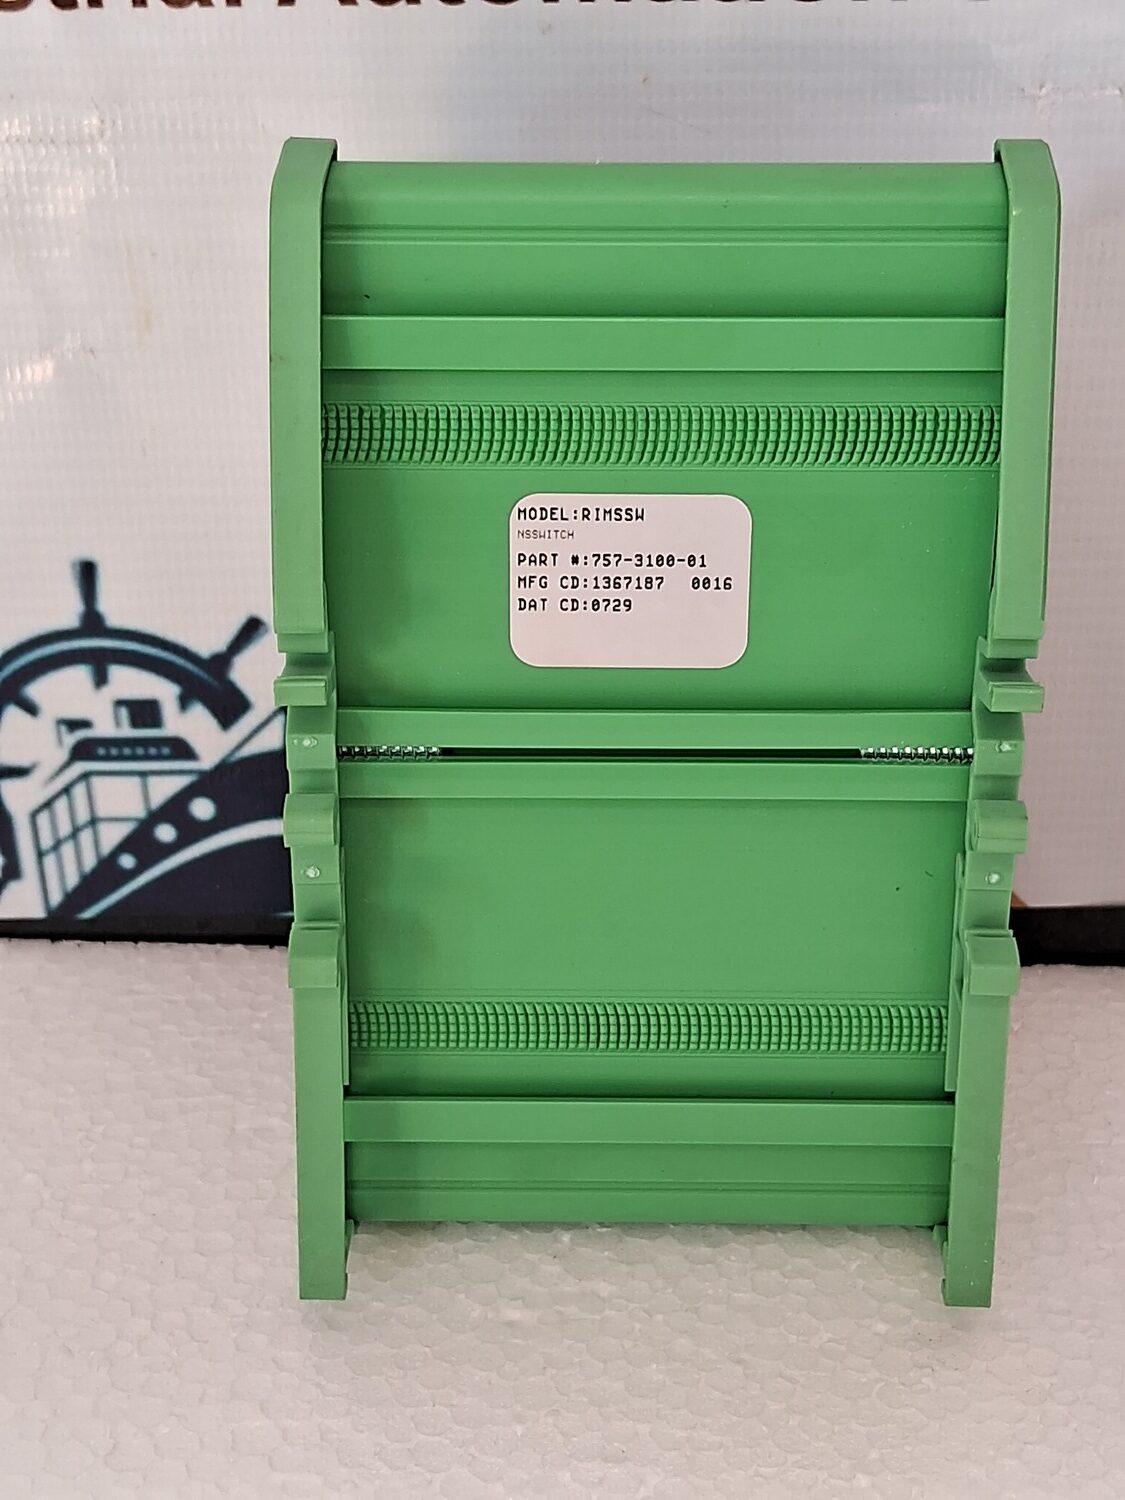 MODEL:RIMSSW
NSSWITCH
PART #:757-3100-01
MFG CD:1367187 0016
DAT CD:0729